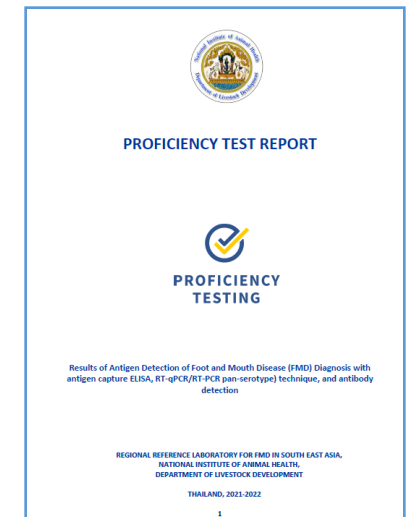 National Institute of Animal Health
Department of Livestock Development
PROFICIENCY TEST REPORT
PROFICIENCY
TESTING
Results of Antigen Detection of Foot and Mouth Disease (FMD) Diagnosis with
antigen capture ELISA, RT-qPCR/RT-PCR pan-serotype) technique, and antibody
detection
REGIONAL REFERENCE LABORATORY FOR FMD IN SOUTH EAST ASIA,
NATIONAL INSTITUTE OF ANIMAL HEALTH,
DEPARTMENT OF LIVESTOCK DEVELOPMENT
THAILAND, 2021-2022
1